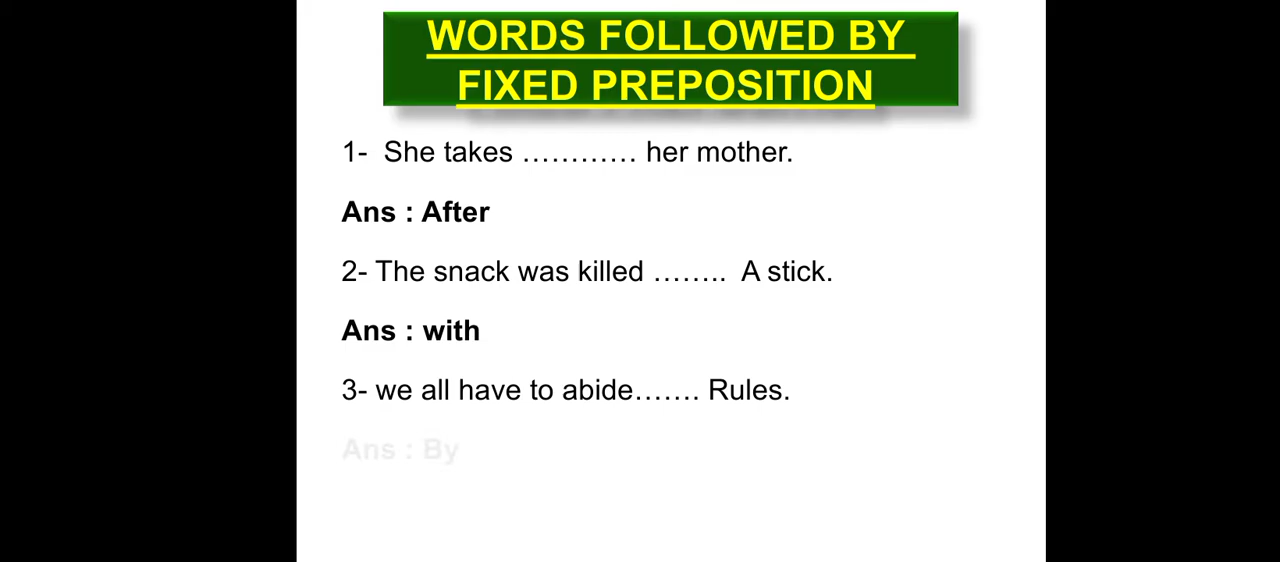 WORDS FOLLOWED BY
FIXED PREPOSITION
1- She takes ………… her mother.
Ans : After
2- The snack was killed …….. A stick.
Ans : with
3- we all have to abide……. Rules.
Ans : By